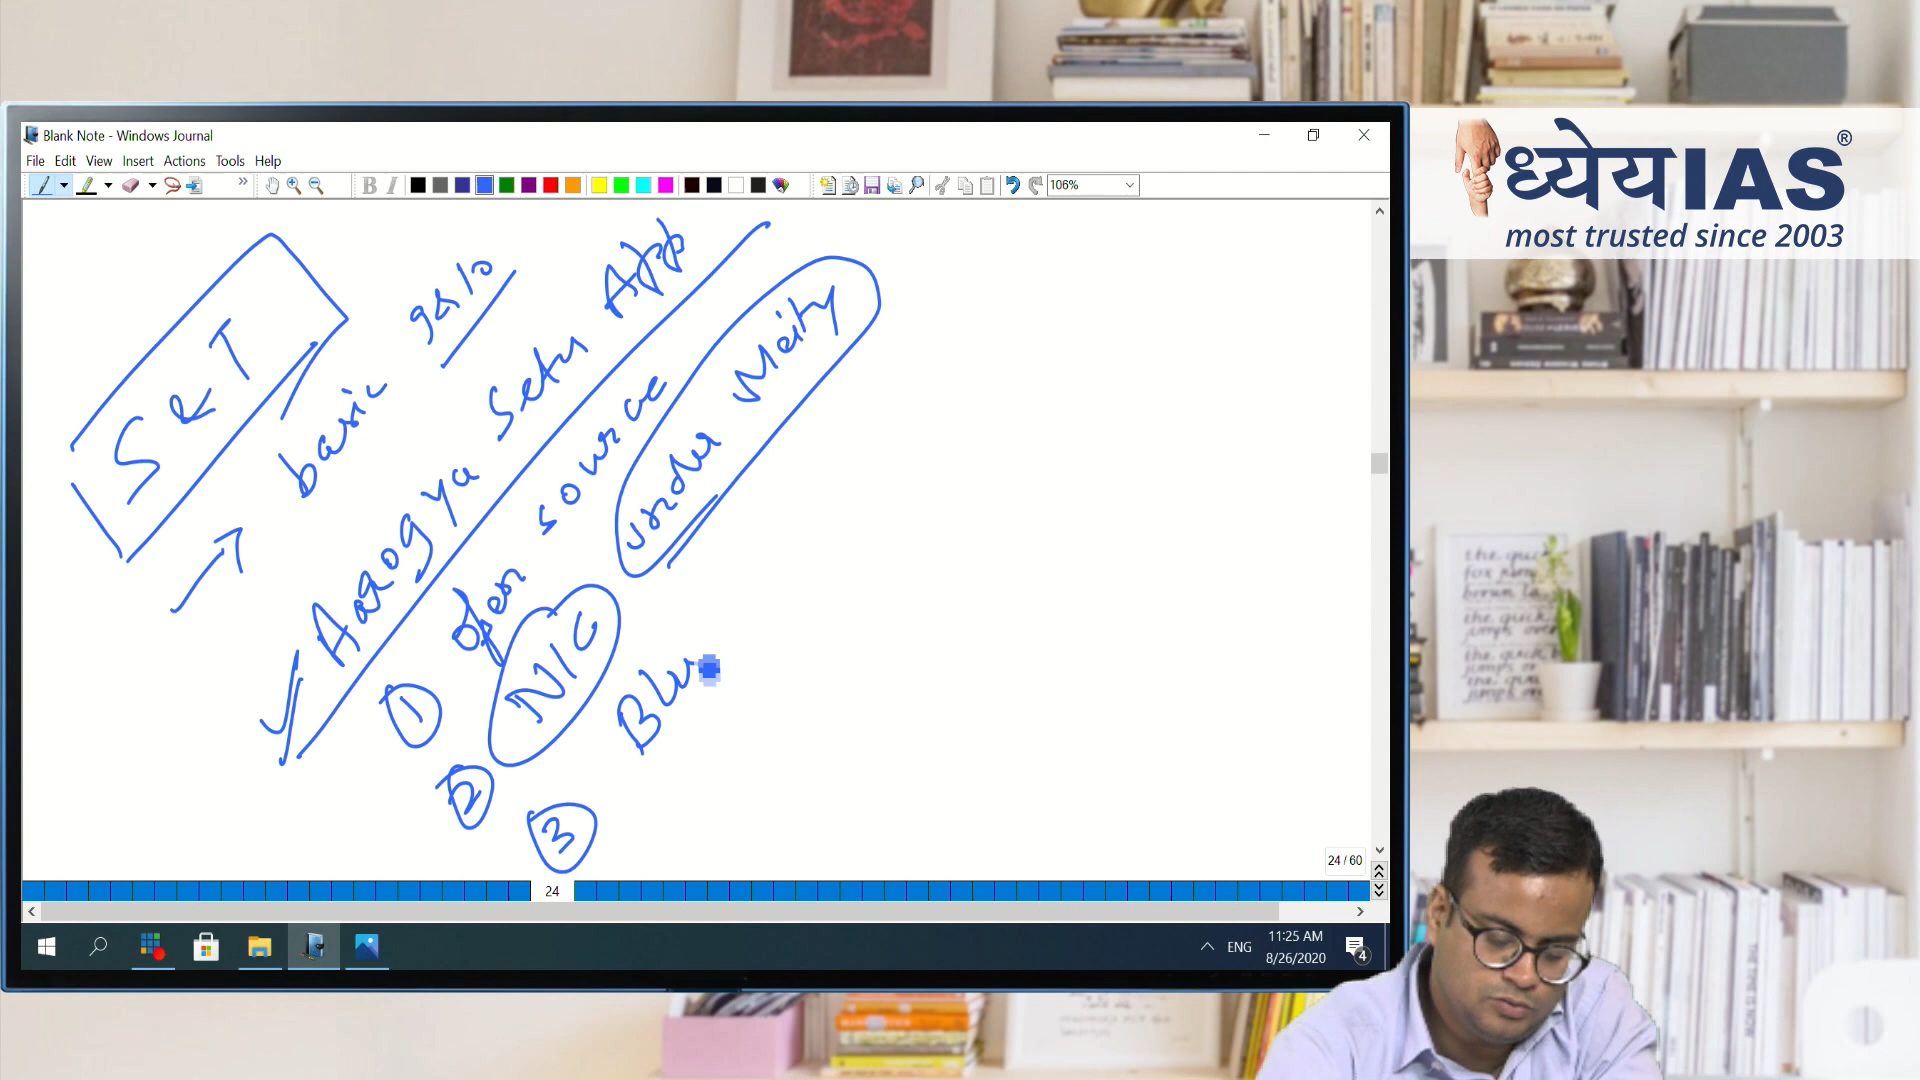 Blank Note - Windows Journal
File Edit View Insert Actions Tools Help
B I
106%
S & T
basic
Aarogya Setu App
① open source
② NIC under Meity
③ Blu
24 / 60
24
ENG
11:25 AM
8/26/2020
4
ध्येयIAS®
most trusted since 2003